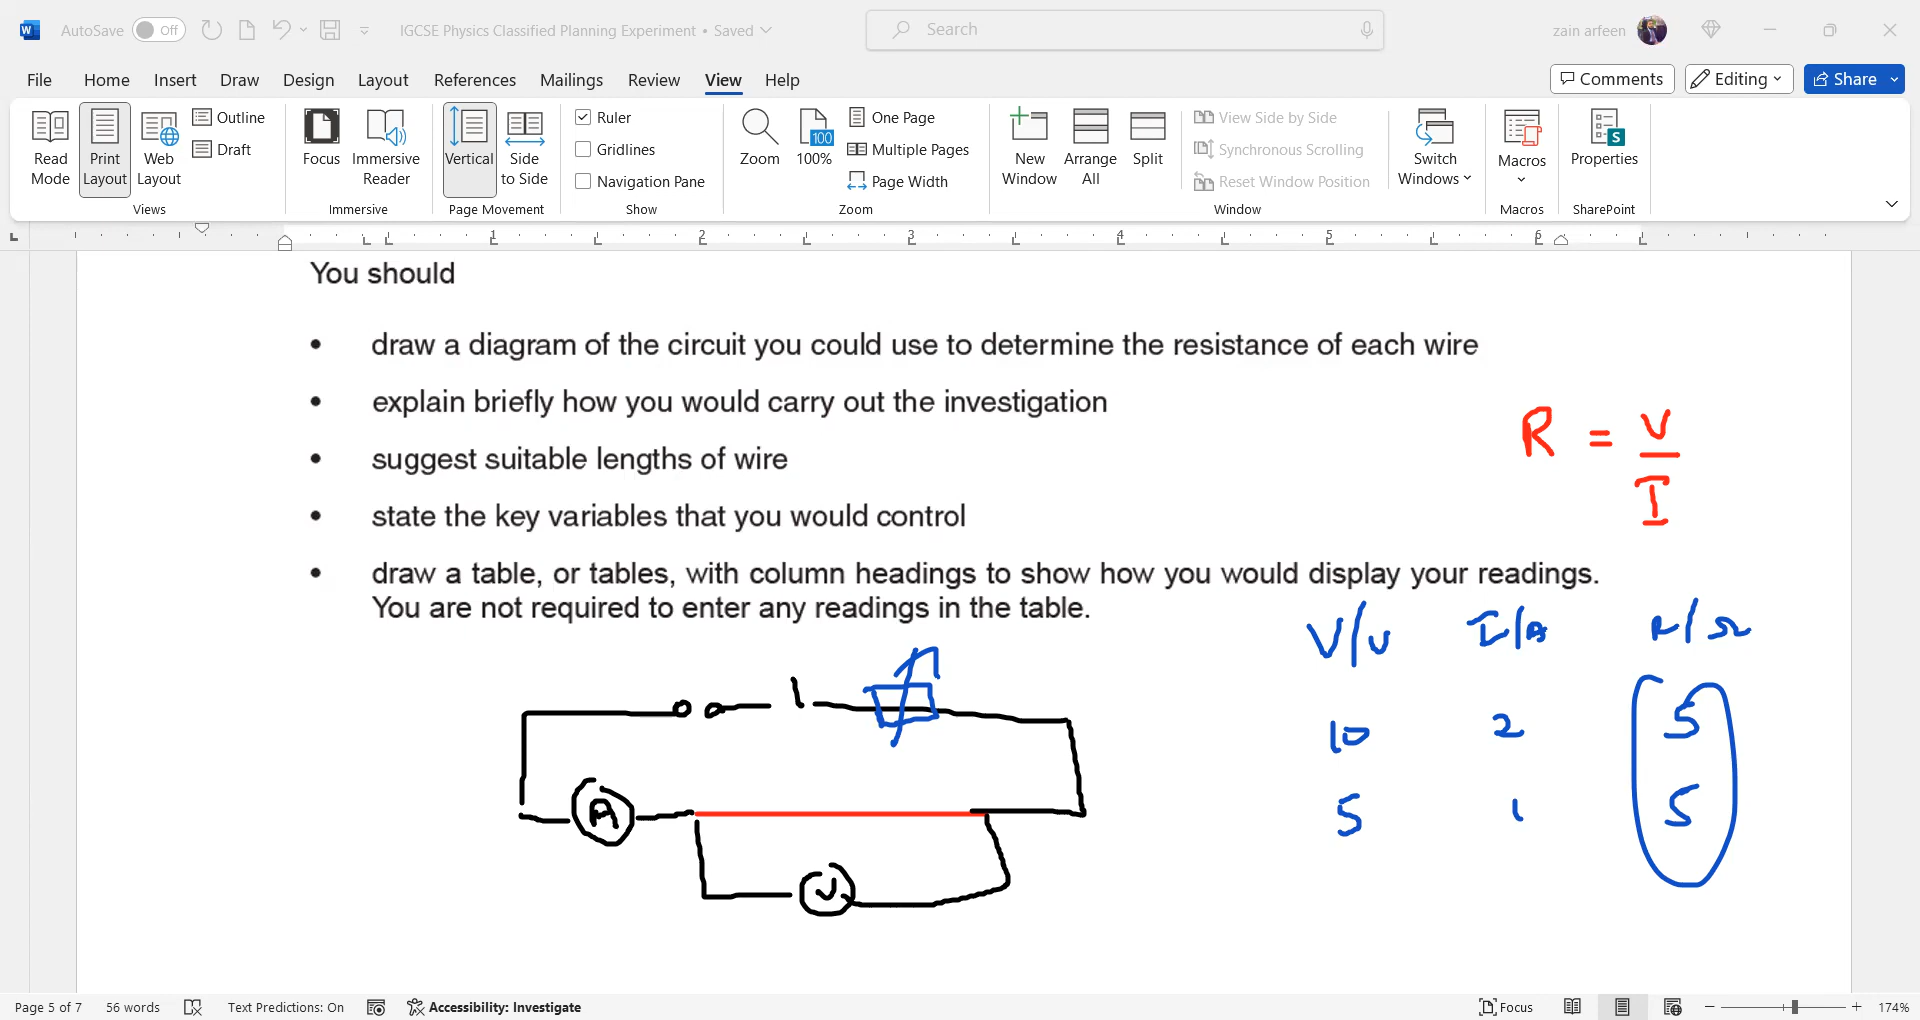 AutoSave Off IGCSE Physics Classified Planning Experiment • Saved Search zain arfeen
File Home Insert Draw Design Layout References Mailings Review View Help Comments Editing Share
Read Mode
Print Layout
Web Layout
Outline
Draft
Views
Focus
Immersive Reader
Immersive
Vertical
Side to Side
Page Movement
Ruler
Gridlines
Navigation Pane
Show
Zoom
100
100%
One Page
Multiple Pages
Page Width
Zoom
New Window
Arrange All
Split
View Side by Side
Synchronous Scrolling
Reset Window Position
Switch Windows
Window
Macros
Macros
S
Properties
SharePoint
1 2 3 4 5 6
You should
• draw a diagram of the circuit you could use to determine the resistance of each wire
• explain briefly how you would carry out the investigation
• suggest suitable lengths of wire
• state the key variables that you would control
• draw a table, or tables, with column headings to show how you would display your readings.
You are not required to enter any readings in the table.
R = V
I
V/V I/A R/Ω
10 2 5
5 1 5
A
V
Page 5 of 7 56 words Text Predictions: On Accessibility: Investigate Focus 174%